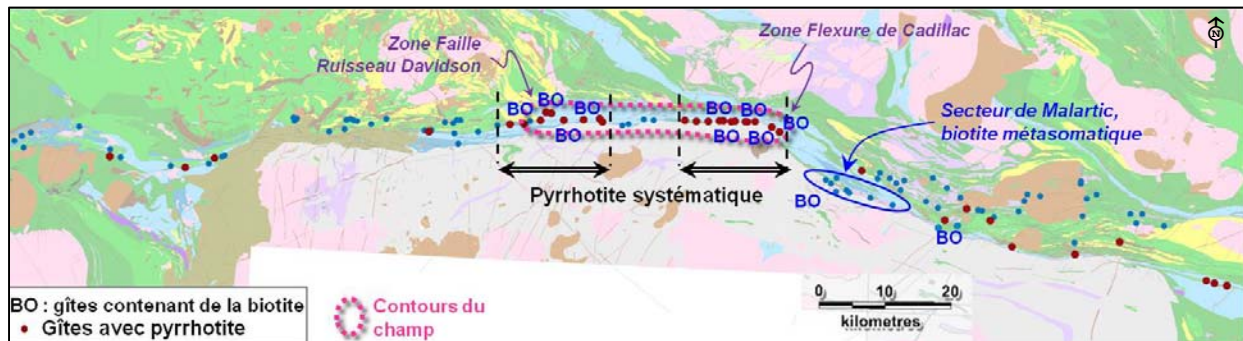 Zone Faille
Ruisseau Davidson
Zone Flexure de Cadillac
N
BO
BO
BO
BO
BO
BO
BO
BO
BO
Secteur de Malartic,
biotite métasomatique
Pyrrhotite systématique
BO
BO
BO : gîtes contenant de la biotite
Gîtes avec pyrrhotite
Contours du
champ
0 10 20
kilometres